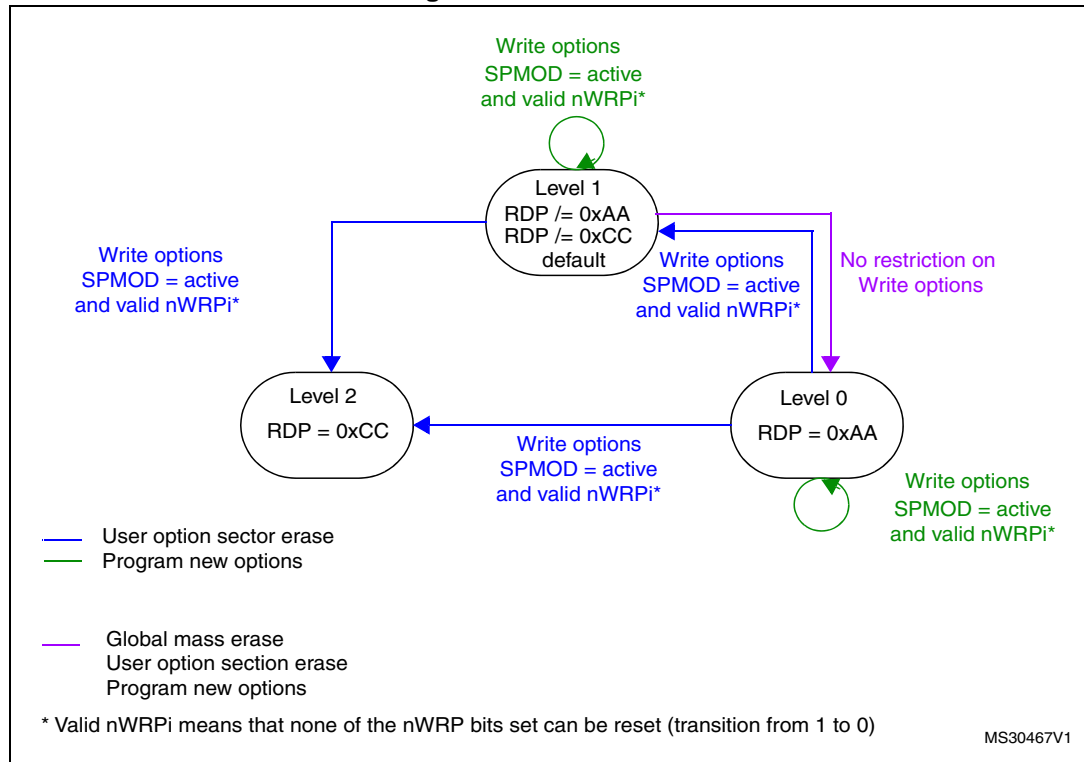 Write options
SPMOD = active
and valid nWRPi*
Level 1
RDP /= 0xAA
RDP /= 0xCC
default
Write options
SPMOD = active
and valid nWRPi*
Write options
SPMOD = active
and valid nWRPi*
No restriction on
Write options
Level 2
RDP = 0xCC
Level 0
RDP = 0xAA
Write options
SPMOD = active
and valid nWRPi*
Write options
SPMOD = active
and valid nWRPi*
User option sector erase
Program new options
Global mass erase
User option section erase
Program new options
* Valid nWRPi means that none of the nWRP bits set can be reset (transition from 1 to 0)
MS30467V1